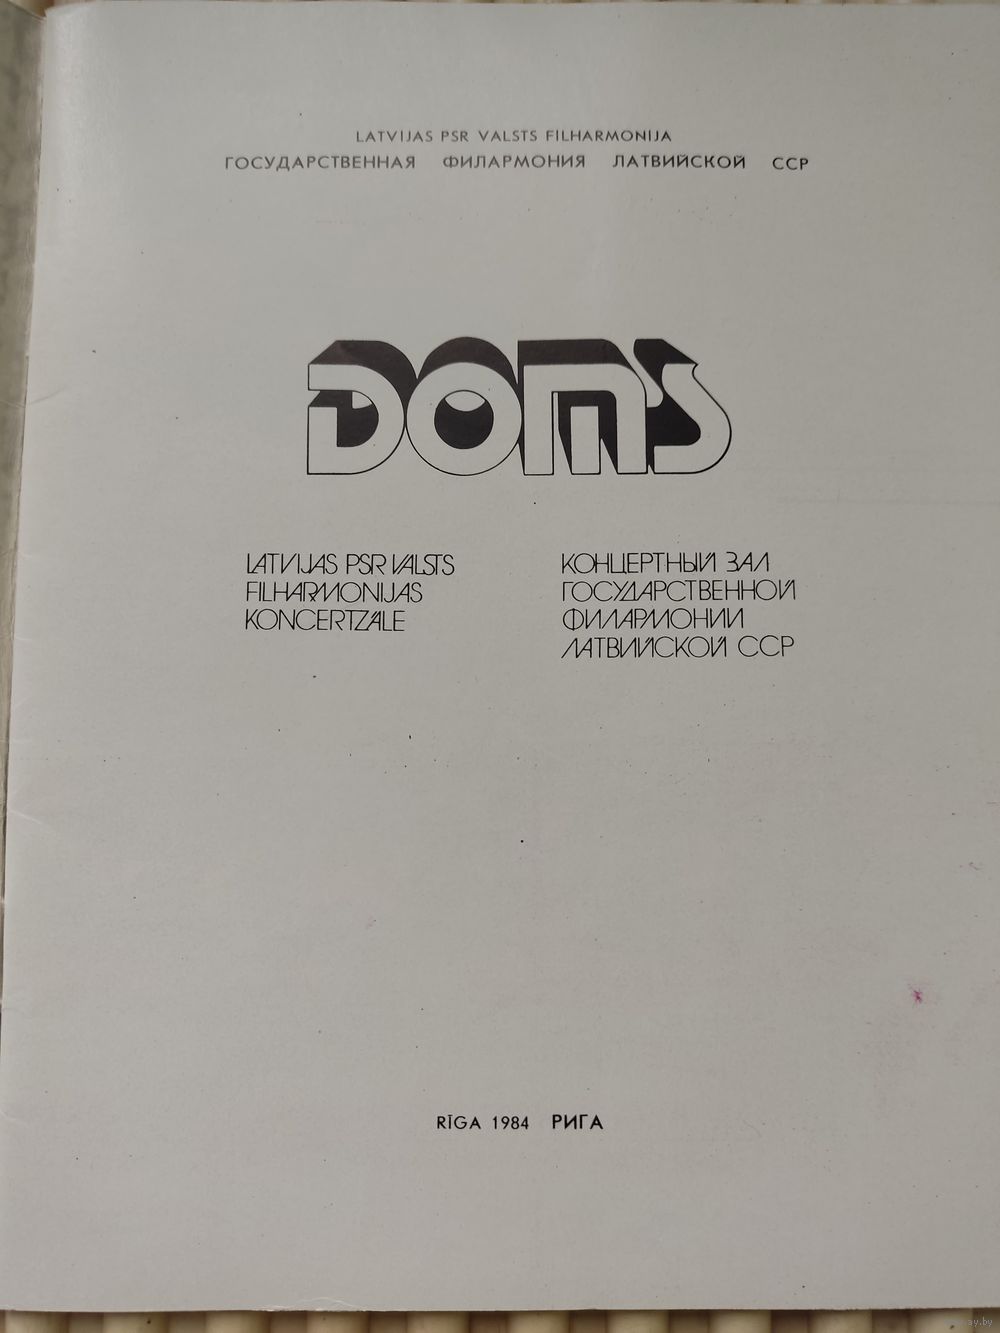 LATVIJAS PSR VALSTS FILHARMONIJA
ГОСУДАРСТВЕННАЯ ФИЛАРМОНИЯ ЛАТВИЙСКОЙ ССР
DOMS
LATVIJAS PSR VALSTS
FILHARMONIJAS
KONCERTZĀLE
КОНЦЕРТНЫЙ ЗАЛ
ГОСУДАРСТВЕННОЙ
ФИЛАРМОНИИ
ЛАТВИЙСКОЙ ССР
RĪGA 1984 РИГА